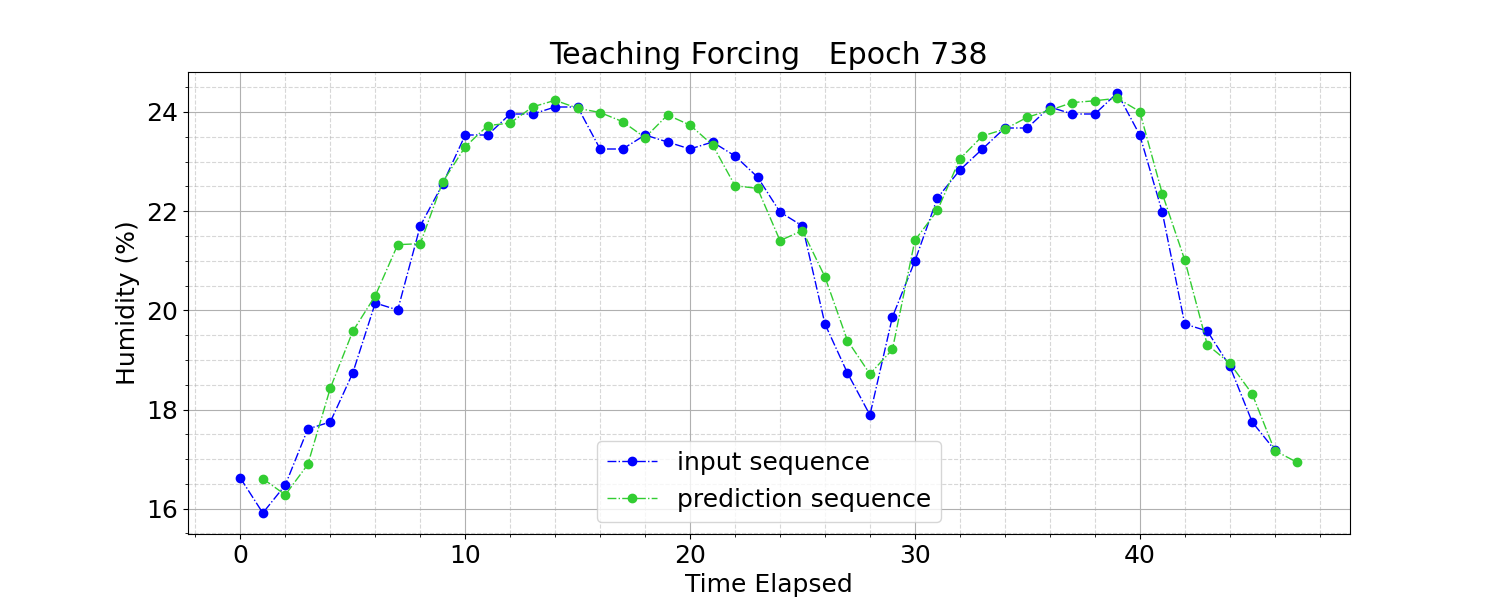 Teaching Forcing   Epoch 738
Humidity (%)
24
22
20
18
16
input sequence
prediction sequence
0 10 20 30 40
Time Elapsed